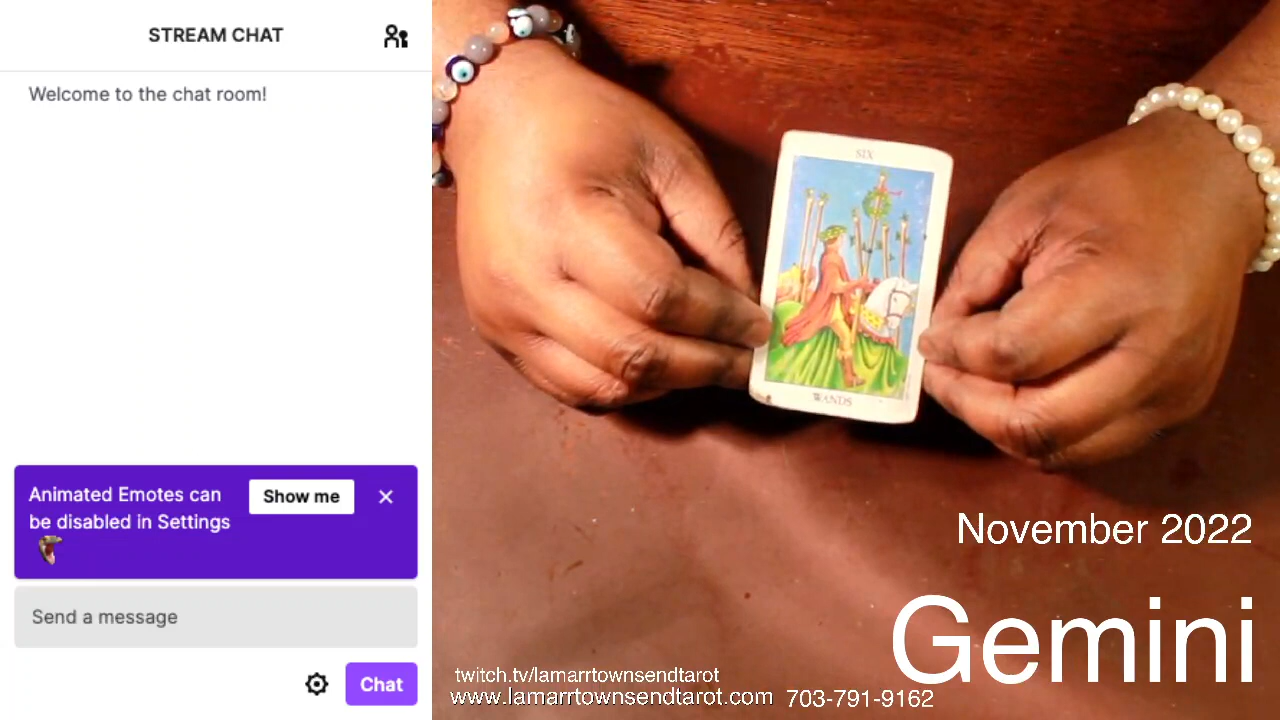 STREAM CHAT
Welcome to the chat room!
Animated Emotes can
be disabled in Settings
Show me
Send a message
Chat
SIX
WANDS
November 2022
Gemini
twitch.tv/lamarrtownsendtarot
www.lamarrtownsendtarot.com 703-791-9162